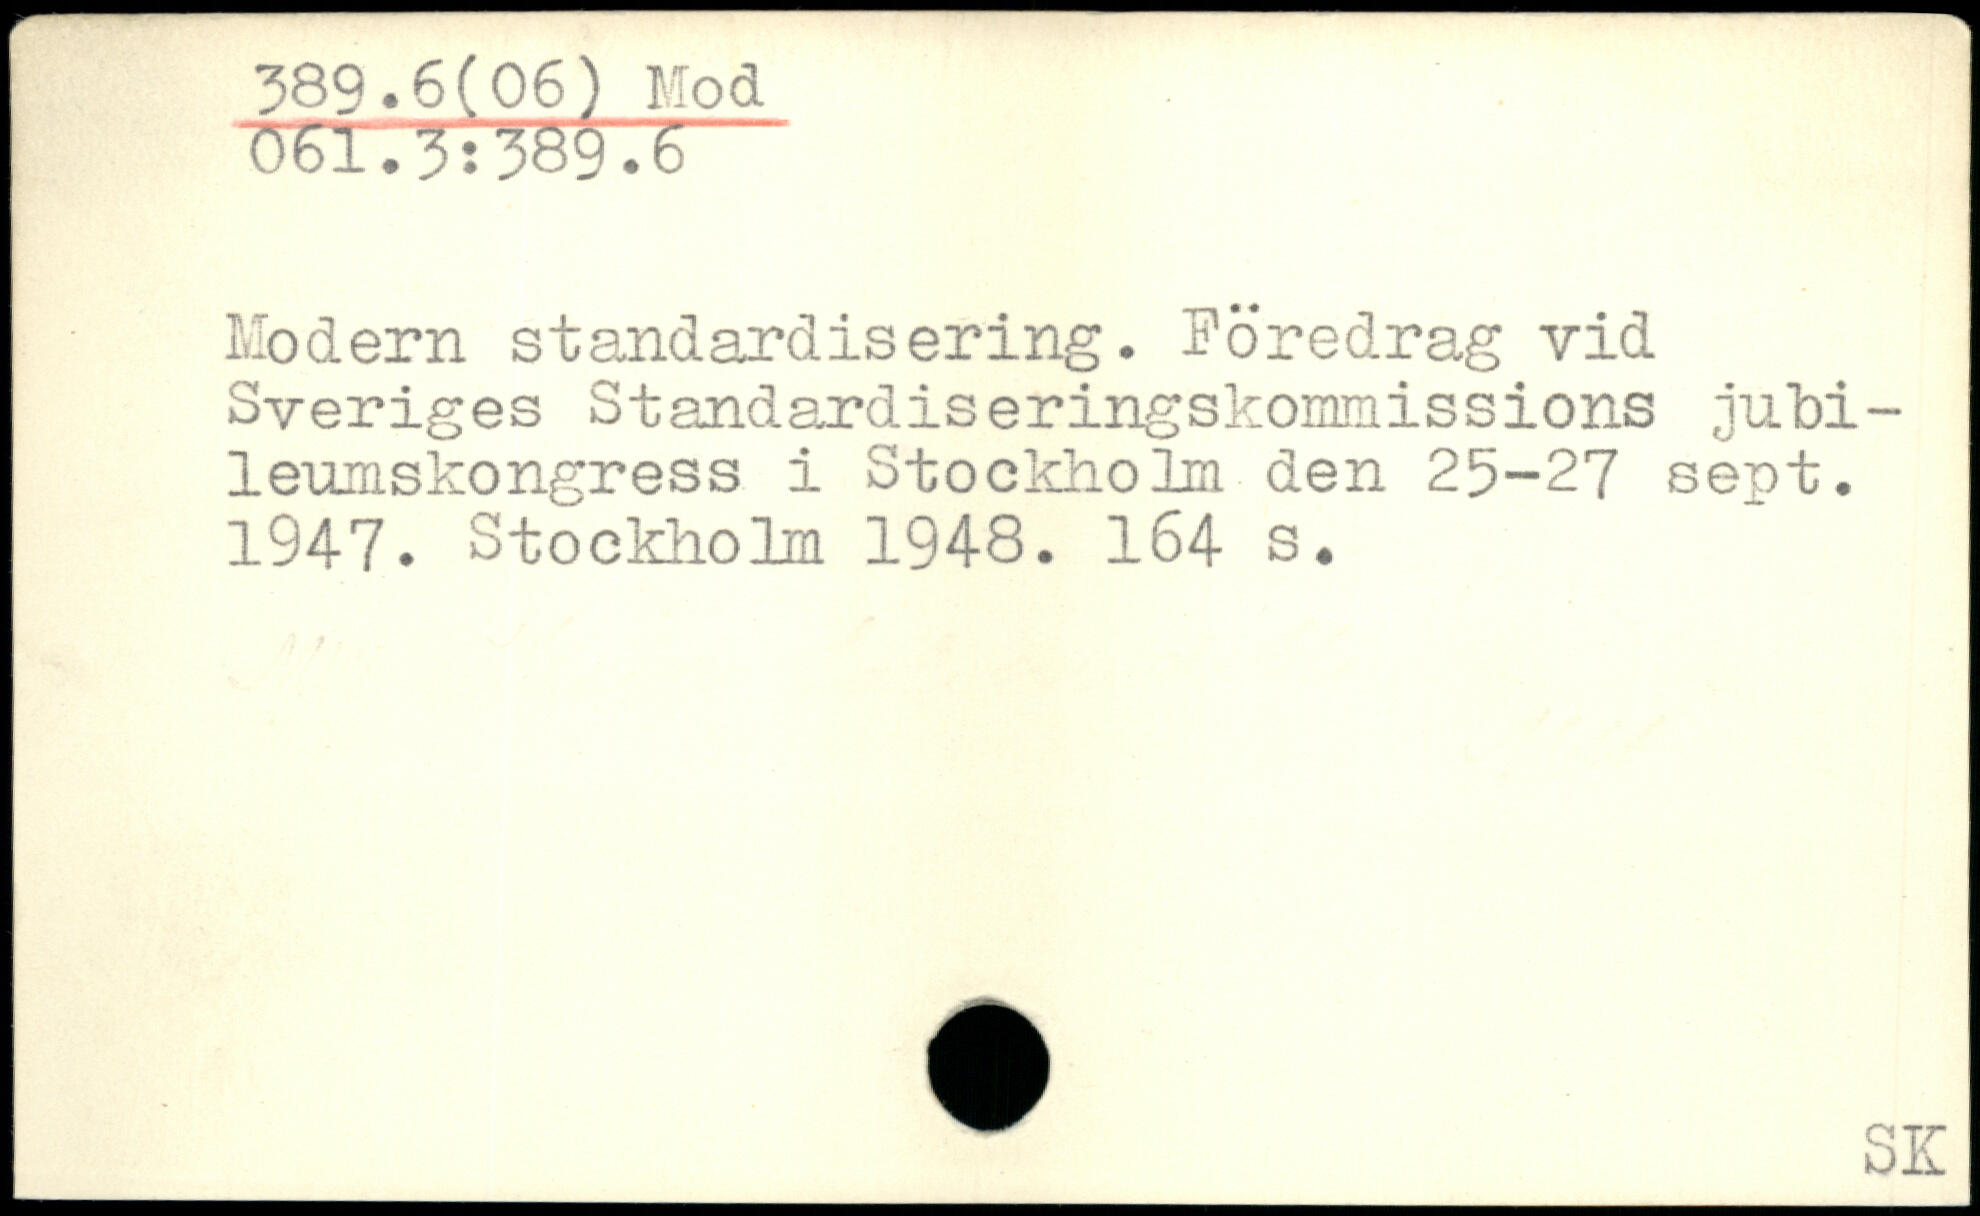 389.6(06) Mod
061.3:389.6
Modern standardisering. Föredrag vid
Sveriges Standardiseringskommissions jubi-
leumskongress i Stockholm den 25-27 sept.
1947. Stockholm 1948. 164 s.
SK